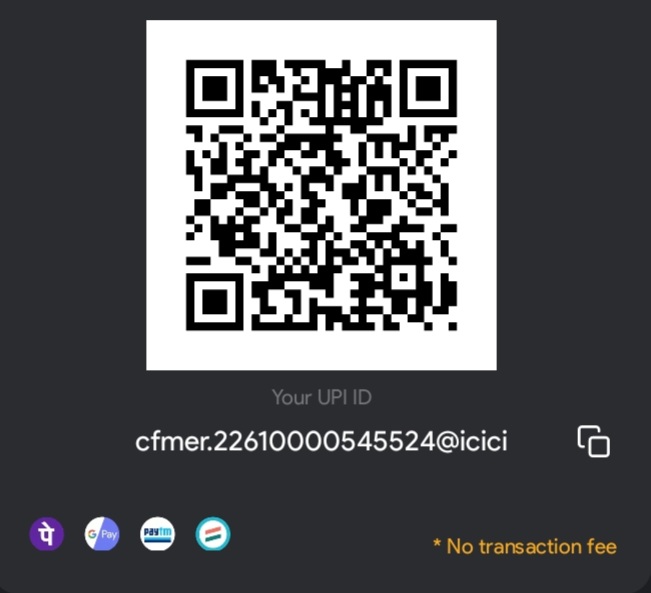 Your UPI ID
cfmer.22610000545524@icici
पे
G Pay
paytm
* No transaction fee